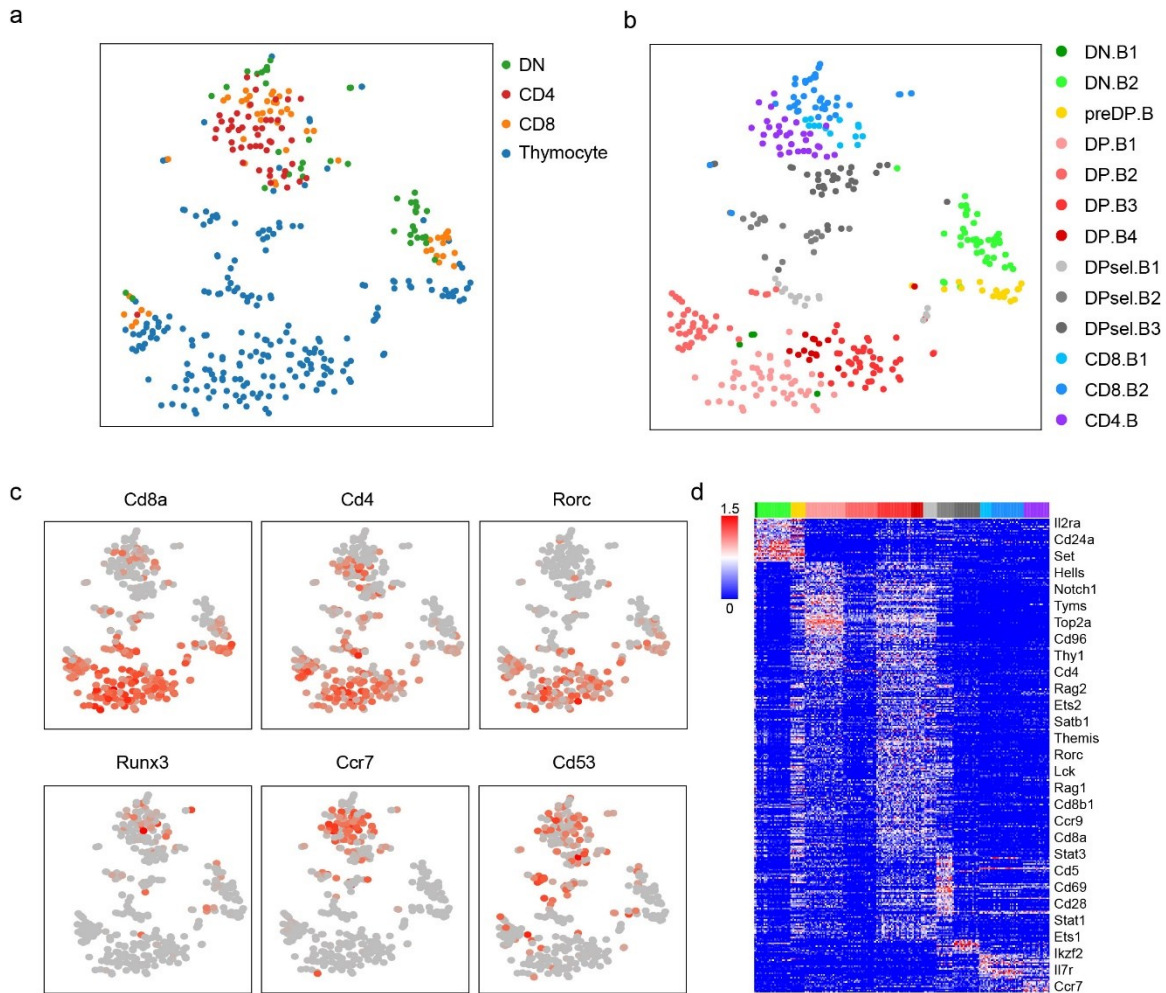 a
DN
CD4
CD8
Thymocyte
b
DN.B1
DN.B2
preDP.B
DP.B1
DP.B2
DP.B3
DP.B4
DPsel.B1
DPsel.B2
DPsel.B3
CD8.B1
CD8.B2
CD4.B
c
Cd8a
Cd4
Rorc
Runx3
Ccr7
Cd53
d
1.5
0
Il2ra
Cd24a
Set
Hells
Notch1
Tyms
Top2a
Cd96
Thy1
Cd4
Rag2
Ets2
Satb1
Themis
Rorc
Lck
Rag1
Cd8b1
Ccr9
Cd8a
Stat3
Cd5
Cd69
Cd28
Stat1
Ets1
Ikzf2
Il7r
Ccr7